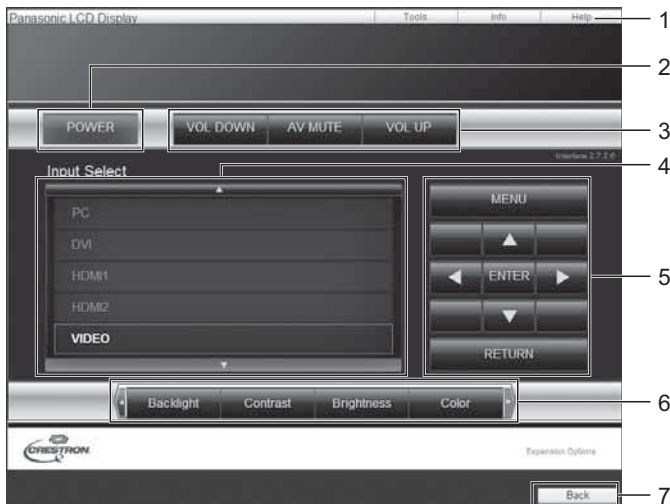 Panasonic LCD Display Tools Info Help 1
2
POWER VOL DOWN AV MUTE VOL UP 3
Interface 2.7.2.0
Input Select 4
PC
DVI
HDMI1
HDMI2
VIDEO
MENU
ENTER 5
RETURN
Backlight Contrast Brightness Color 6
CRESTRON Expansion Options
Back 7